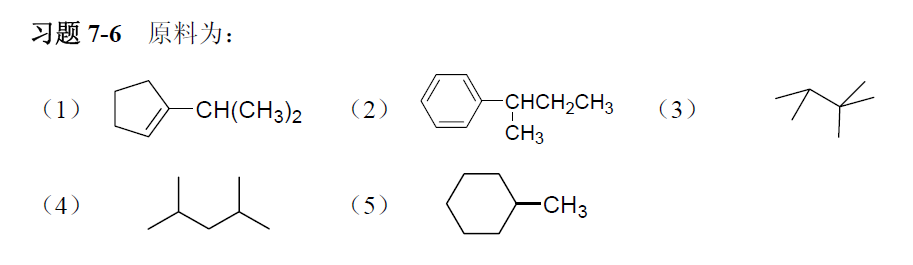 习题 7-6 原料为：
（1） CH(CH3)2 （2） CHCH2CH3 （3）
CH3
（4） （5） CH3